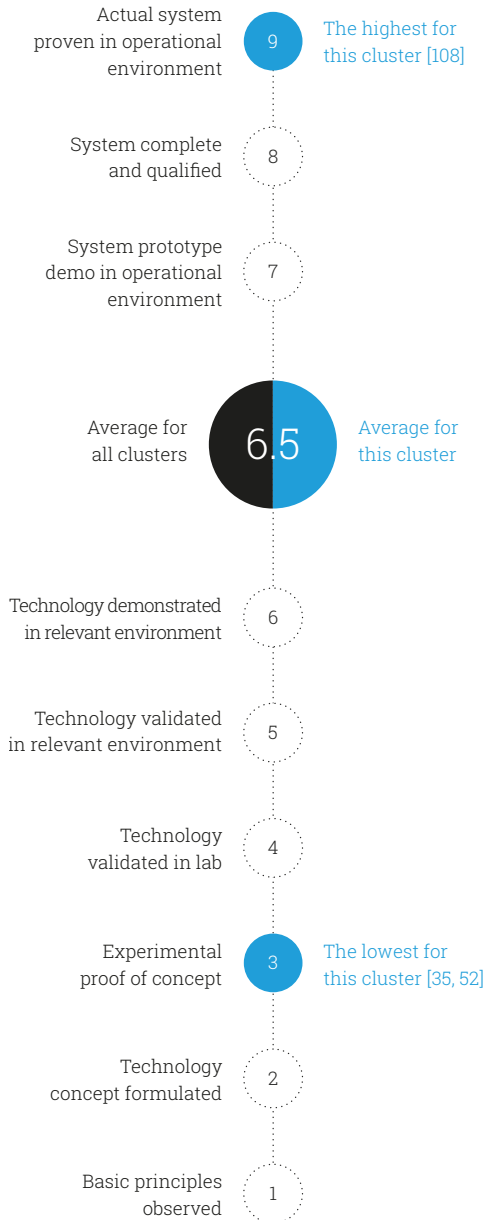 Actual system
proven in operational
environment
9
The highest for
this cluster [108]
System complete
and qualified
8
System prototype
demo in operational
environment
7
Average for
all clusters
6.5
Average for
this cluster
Technology demonstrated
in relevant environment
6
Technology validated
in relevant environment
5
Technology
validated in lab
4
Experimental
proof of concept
3
The lowest for
this cluster [35, 52]
Technology
concept formulated
2
Basic principles
observed
1